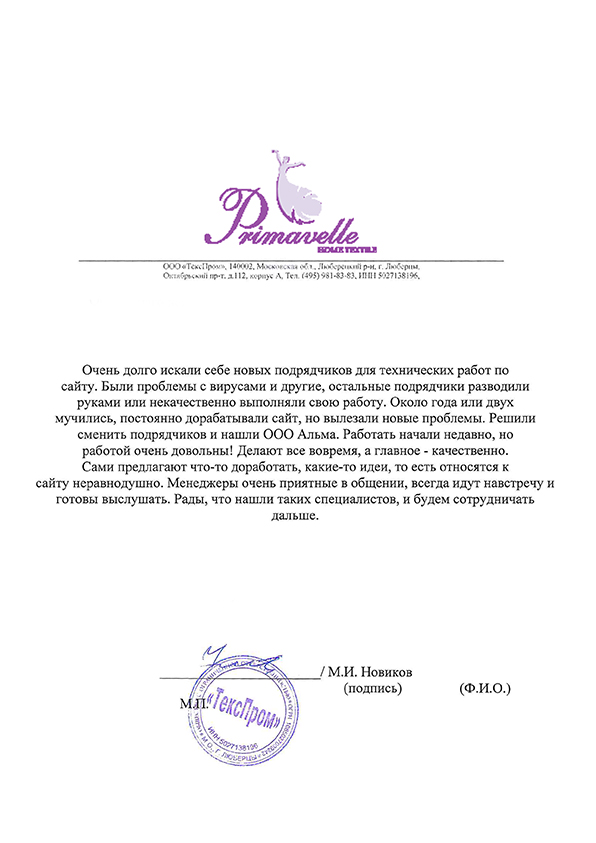 Primavelle
HOME TEXTILE
ООО «ТексПром», 140002, Московская обл., Люберецкий р-н, г. Люберцы,
Октябрьский пр-т, д.112, корпус А, Тел. (495) 981-83-83, ИНН 5027138196,
Очень долго искали себе новых подрядчиков для технических работ по
сайту. Были проблемы с вирусами и другие, остальные подрядчики разводили
руками или некачественно выполняли свою работу. Около года или двух
мучились, постоянно дорабатывали сайт, но вылезали новые проблемы. Решили
сменить подрядчиков и нашли ООО Альма. Работать начали недавно, но
работой очень довольны! Делают все вовремя, а главное - качественно.
Сами предлагают что-то доработать, какие-то идеи, то есть относятся к
сайту неравнодушно. Менеджеры очень приятные в общении, всегда идут навстречу и
готовы выслушать. Рады, что нашли таких специалистов, и будем сотрудничать
дальше.
/ М.И. Новиков
(подпись) (Ф.И.О.)
М.П.
«ТексПром»
ИНН 5027138196